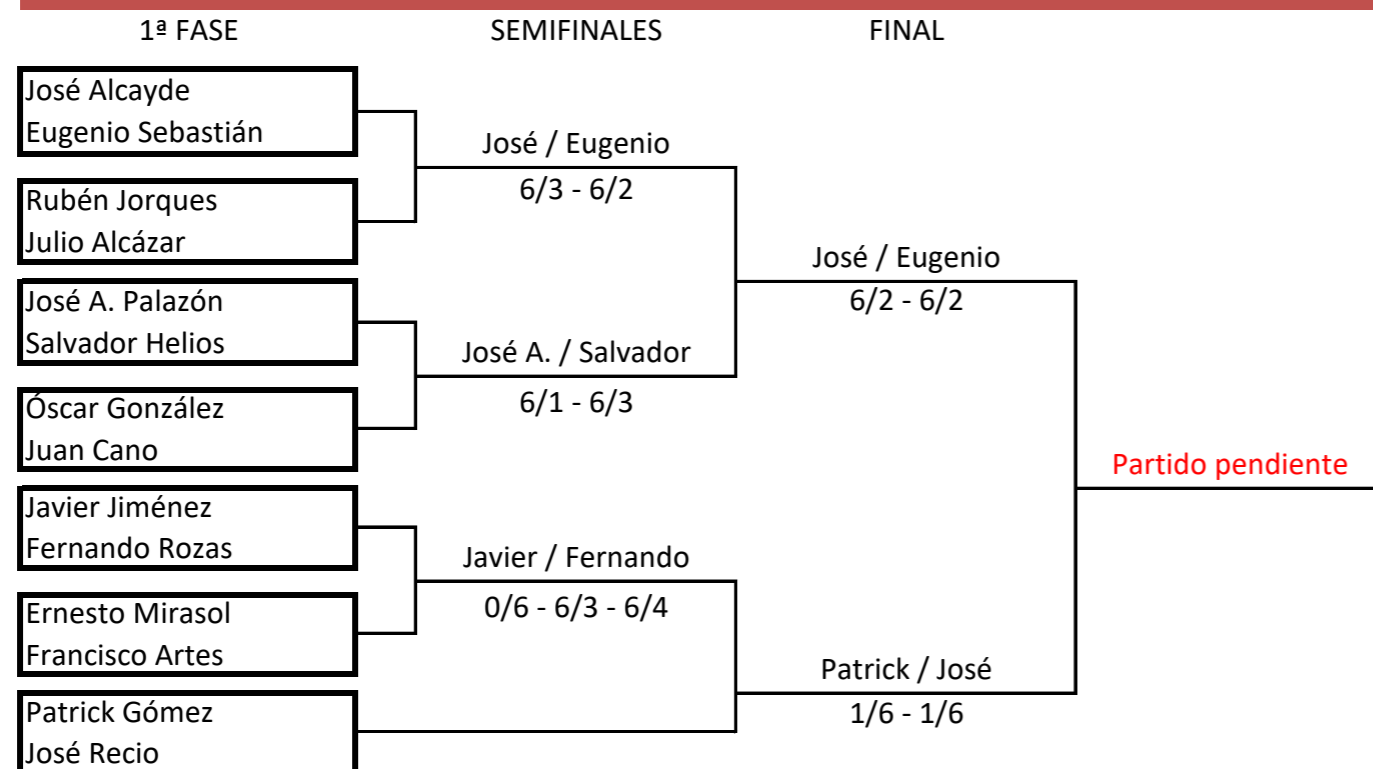 1ª FASE
SEMIFINALES
FINAL
José Alcayde
Eugenio Sebastián
José / Eugenio
6/3 - 6/2
Rubén Jorques
Julio Alcázar
José / Eugenio
6/2 - 6/2
José A. Palazón
Salvador Helios
José A. / Salvador
6/1 - 6/3
Óscar González
Juan Cano
Partido pendiente
Javier Jiménez
Fernando Rozas
Javier / Fernando
0/6 - 6/3 - 6/4
Ernesto Mirasol
Francisco Artes
Patrick / José
1/6 - 1/6
Patrick Gómez
José Recio